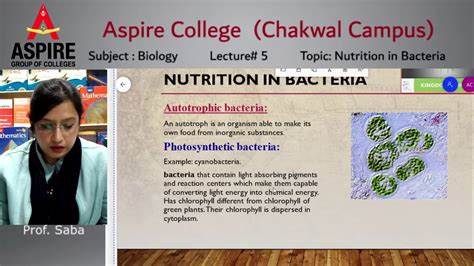 ASPIRE
GROUP OF COLLEGES
Aspire College (Chakwal Campus)
Subject : Biology Lecture# 5 Topic: Nutrition in Bacteria
NUTRITION IN BACTERIA
KINGDO
AC
Autotrophic bacteria:
An autotroph is an organism able to make its
own food from inorganic substances.
Photosynthetic bacteria:
Example: cyanobacteria.
bacteria that contain light absorbing pigments
and reaction centers which make them capable
of converting light energy into chemical energy.
Has chlorophyll different from chlorophyll of
green plants. Their chlorophyll is dispersed in
cytoplasm.
Mathematics
Prof. Saba